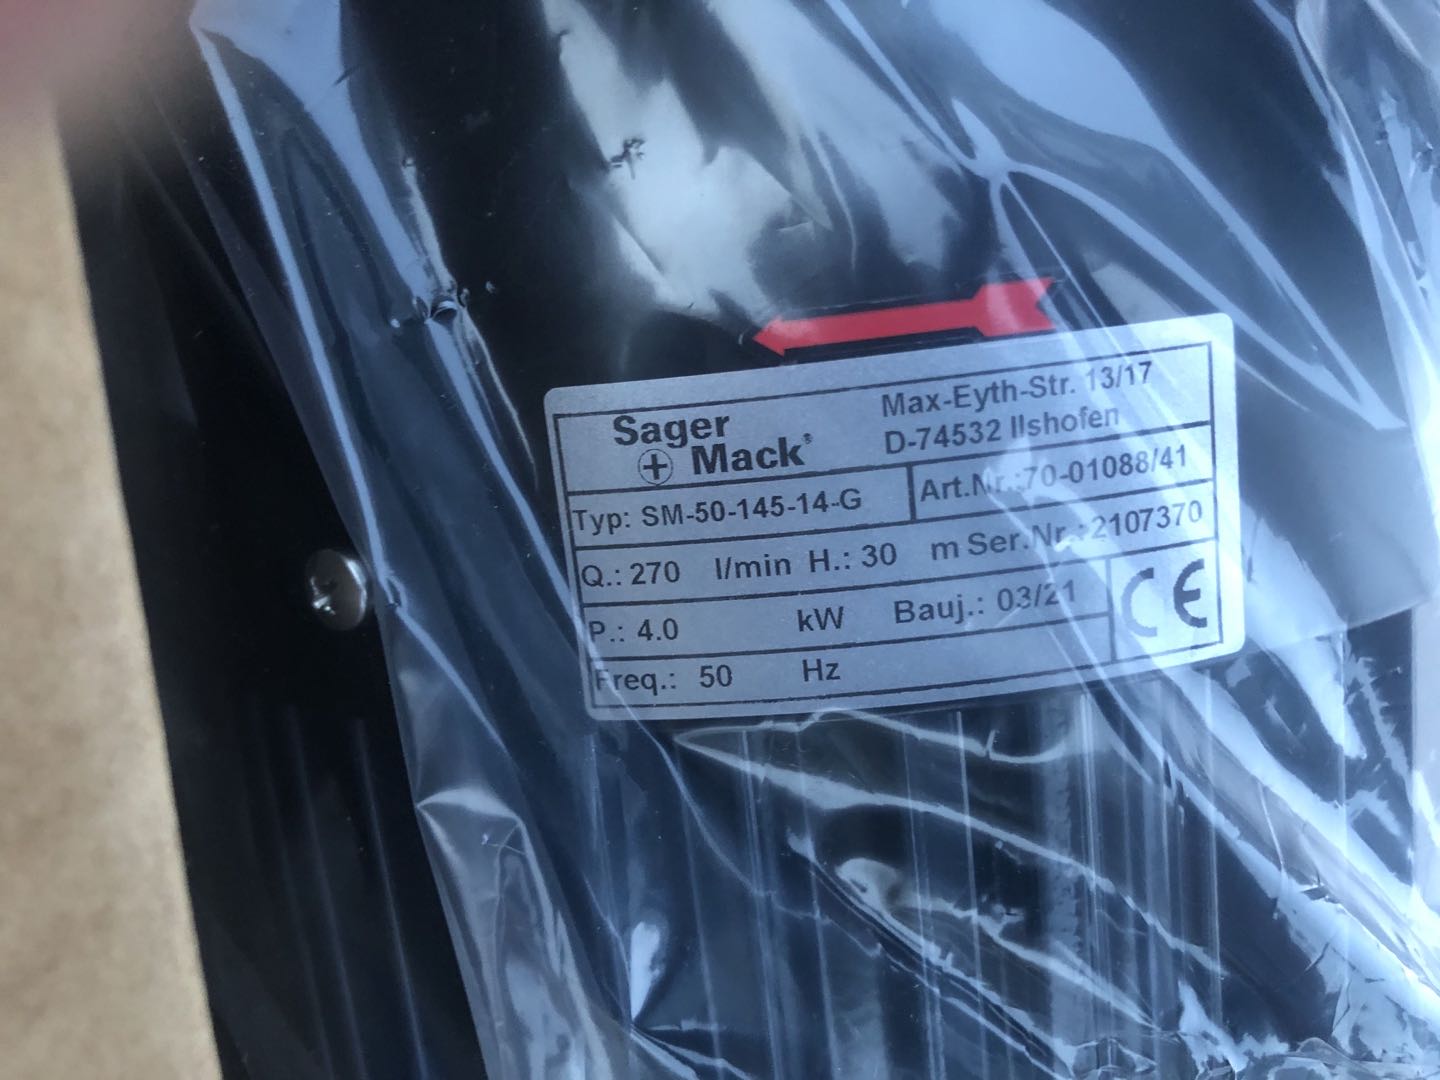 Sager
+ Mack®
Max-Eyth-Str. 13/17
D-74532 Ilshofen
Typ: SM-50-145-14-G
Art.Nr.:70-01088/41
Q.: 270 l/min H.: 30 m Ser.Nr.: 2107370
P.: 4.0 kW Bauj.: 03/21
CE
Freq.: 50 Hz